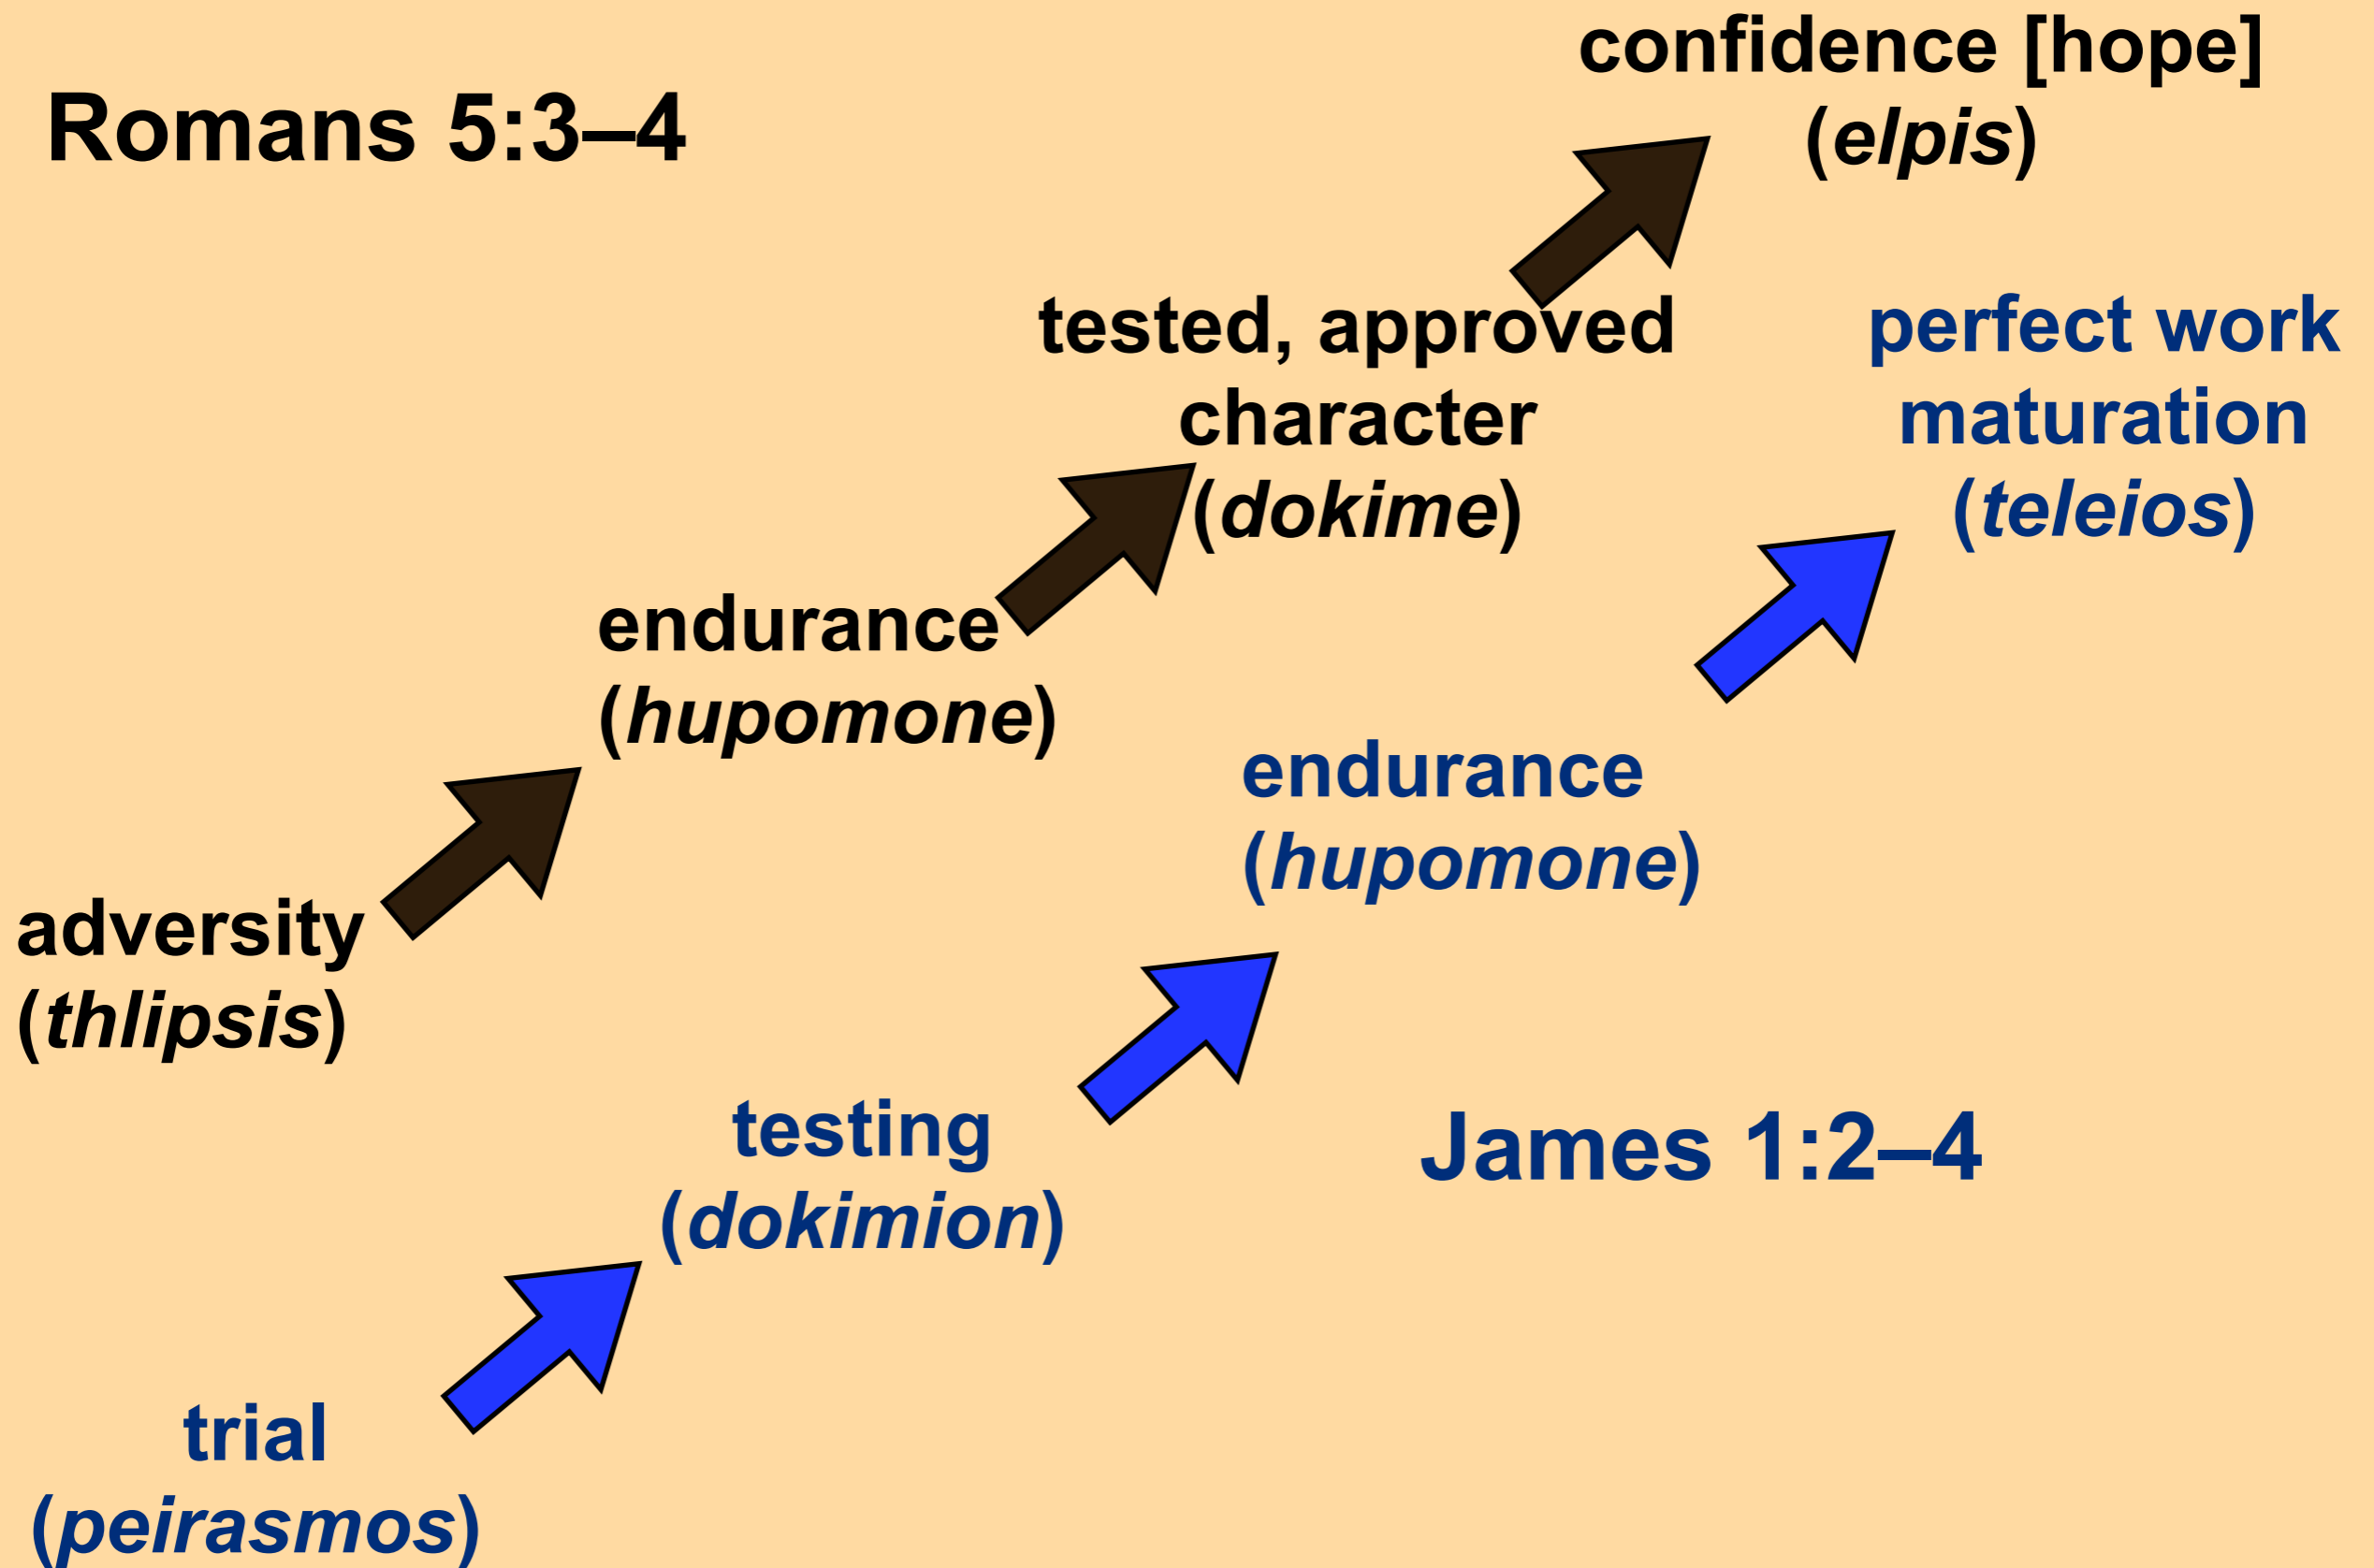 Romans 5:3–4
confidence [hope]
(elpis)
tested, approved
character
(dokime)
endurance
(hupomone)
adversity
(thlipsis)
perfect work
maturation
(teleios)
endurance
(hupomone)
testing
(dokimion)
trial
(peirasmos)
James 1:2–4